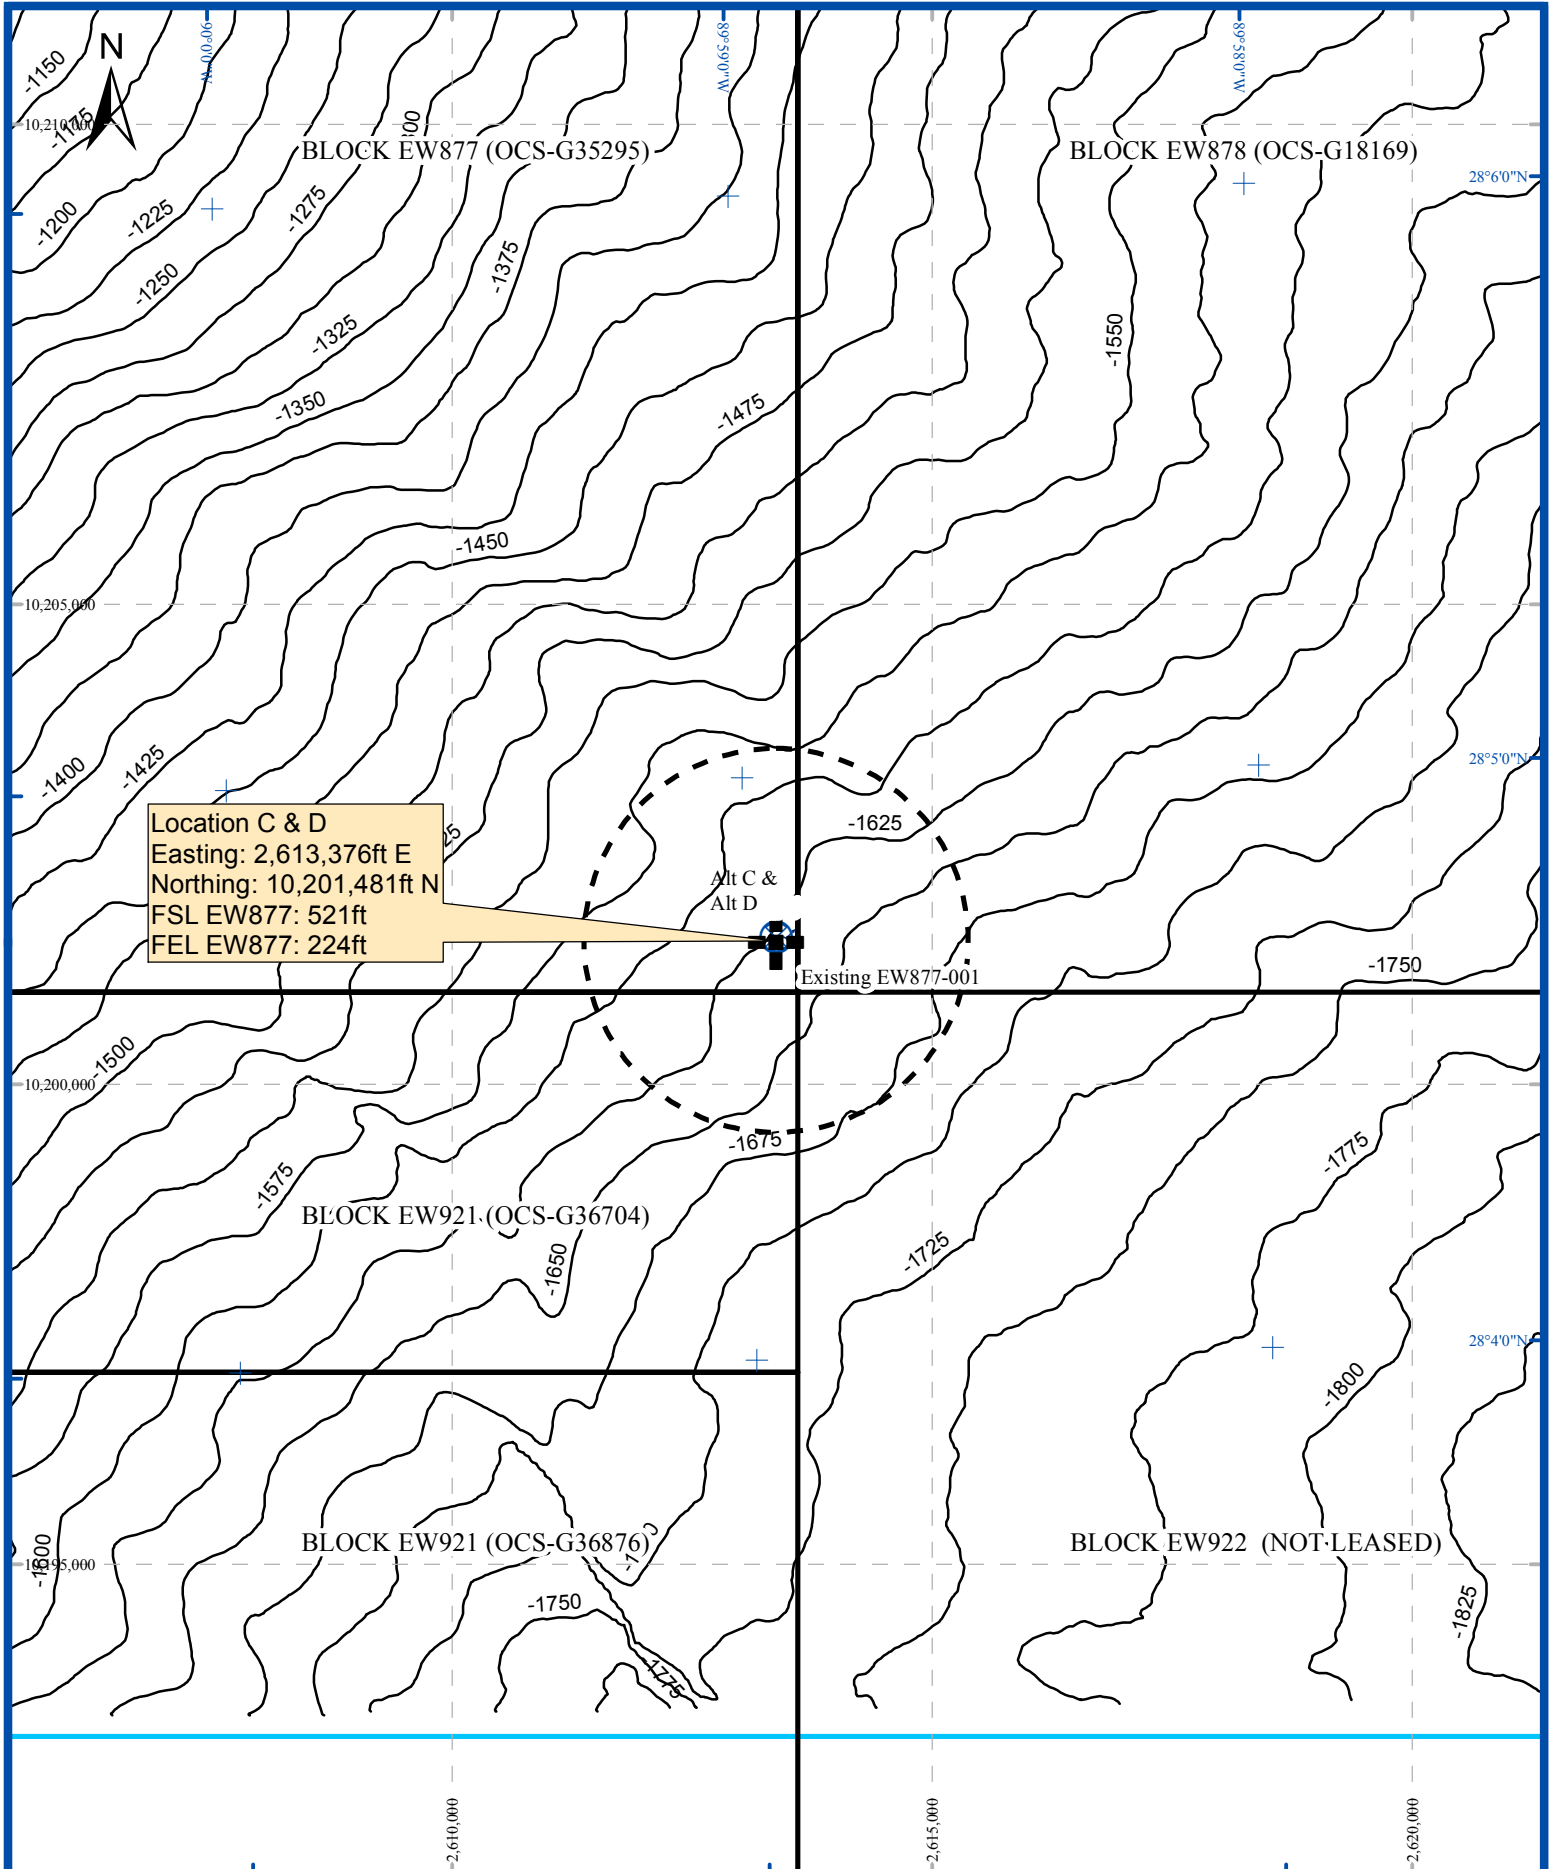 90°0'0"W
89°59'0"W
89°58'0"W
N
-1150
-1175
10,210,000
BLOCK EW877 (OCS-G35295)
BLOCK EW878 (OCS-G18169)
28°6'0"N
-1200
-1225
-1275
-1250
-1375
-1325
-1550
-1350
-1475
-1450
10,205,000
-1400
-1425
28°5'0"N
Location C & D
Easting: 2,613,376ft E
Northing: 10,201,481ft N
FSL EW877: 521ft
FEL EW877: 224ft
-1625
Alt C &
Alt D
Existing EW877-001
-1750
-1500
10,200,000
-1675
-1775
-1575
BLOCK EW921 (OCS-G36704)
-1650
-1725
28°4'0"N
-1800
BLOCK EW921 (OCS-G36876)
BLOCK EW922 (NOT LEASED)
-1600
-1750
-1825
-1775
2,610,000
2,615,000
2,620,000